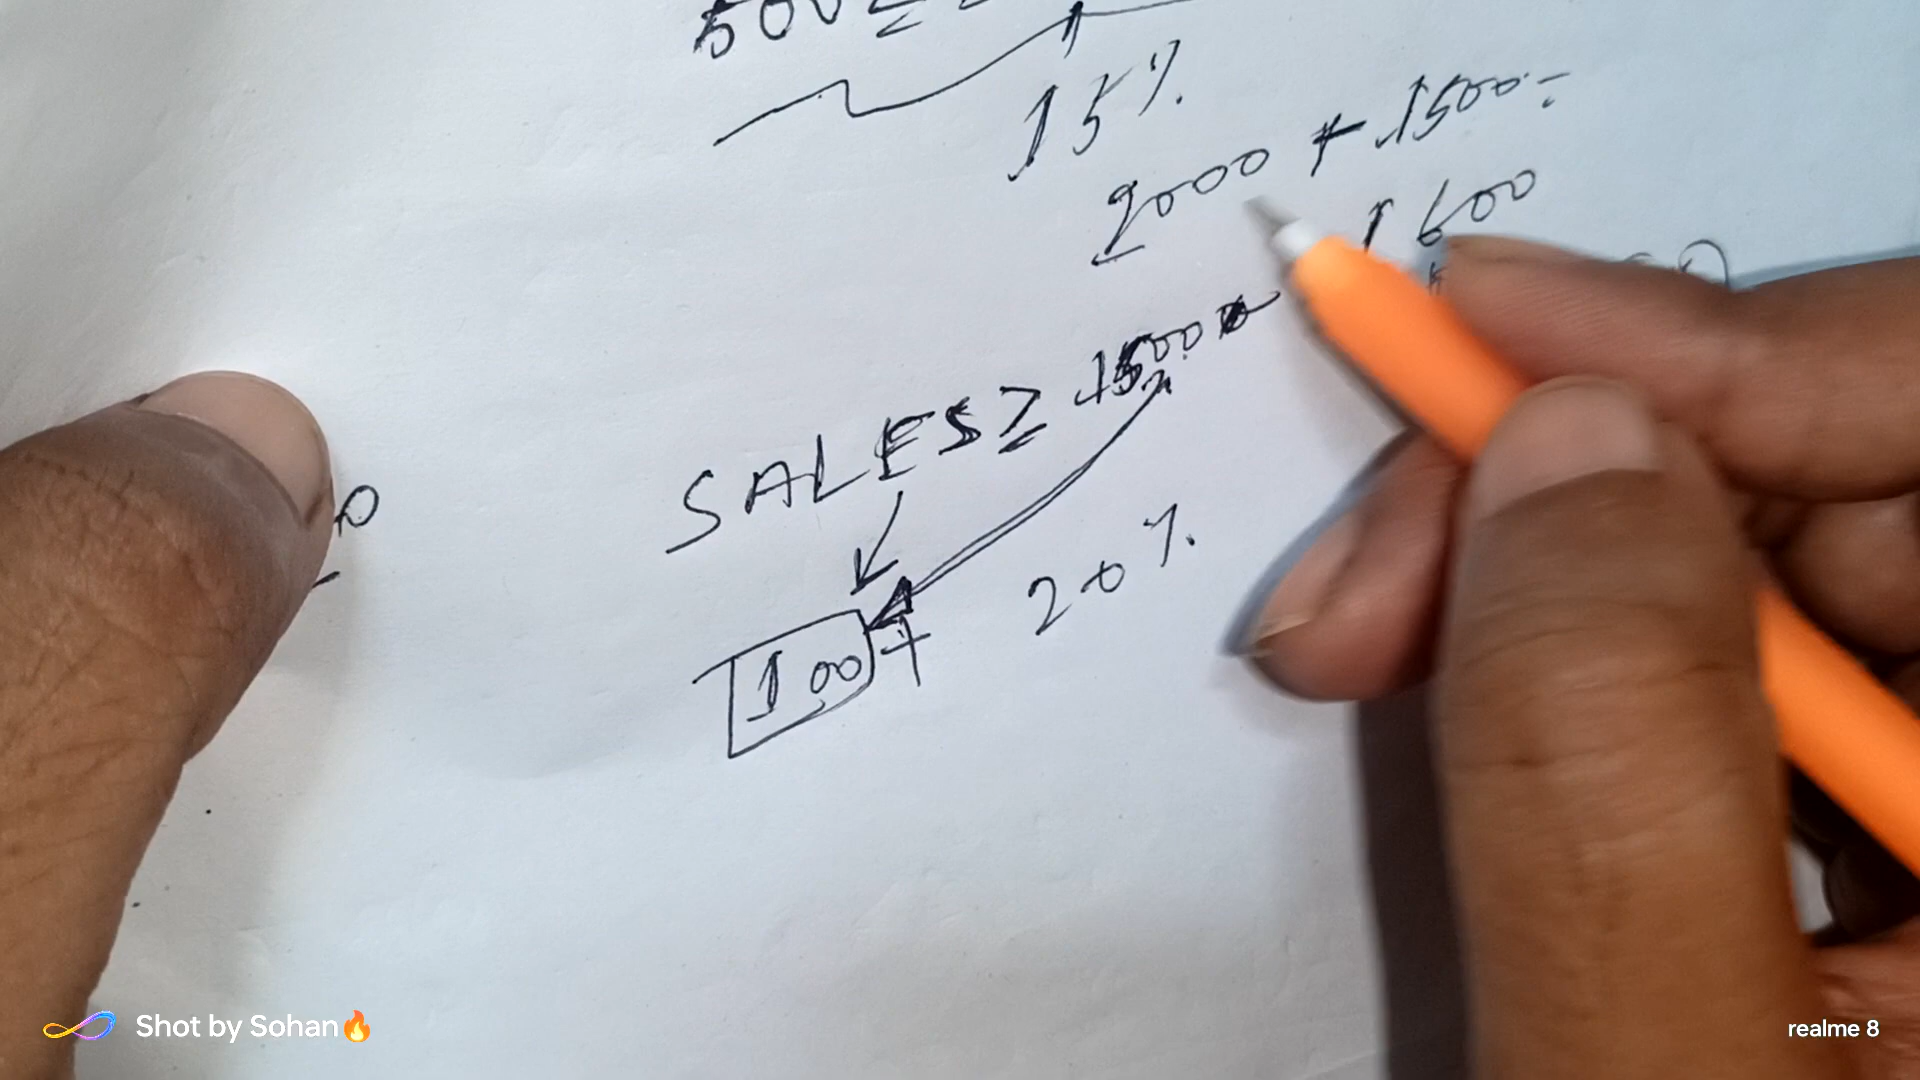 15%
2000 + 1500
1600
SALES ≥ 1500
20%
100 +
Shot by Sohan🔥
realme 8